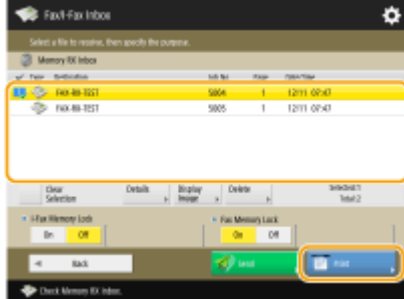 Fax/I-Fax Inbox
Select a file to receive, then specify the purpose.
Memory RX Inbox
Type Destination Job No. Page Date/Time
1 FAX-RX-TEST 5004 1 12/11 07:47
FAX-RX-TEST 5005 1 12/11 07:47
Clear Selection Details Display Image Delete Selected:1
Total:2
I-Fax Memory Lock Fax Memory Lock
On Off On Off
Back Send Print
Check Memory RX Inbox.